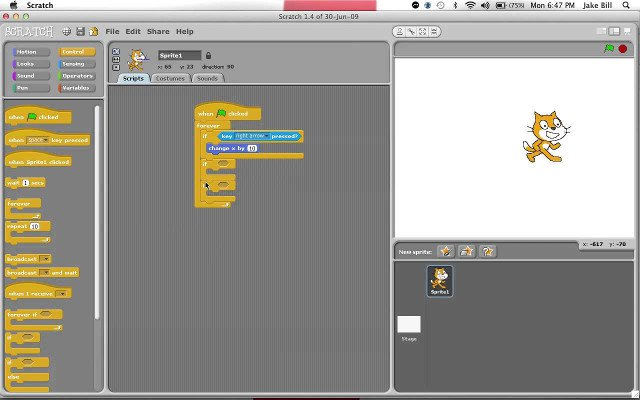 Scratch
(75%) Mon 6:47 PM Jake Bill
Scratch 1.4 of 30-Jun-09
SCRATCH File Edit Share Help
Motion Control
Looks Sensing
Sound Operators
Pen Variables
Sprite1
x: 65 y: 23 direction: 90
Scripts Costumes Sounds
when clicked
when space key pressed
when Sprite1 clicked
wait 1 secs
forever
repeat 10
broadcast
broadcast and wait
when I receive
forever if
if
if
else
when clicked
forever
if key right arrow pressed?
change x by 10
if
x: -617 y: -70
New sprite:
Sprite1
Stage